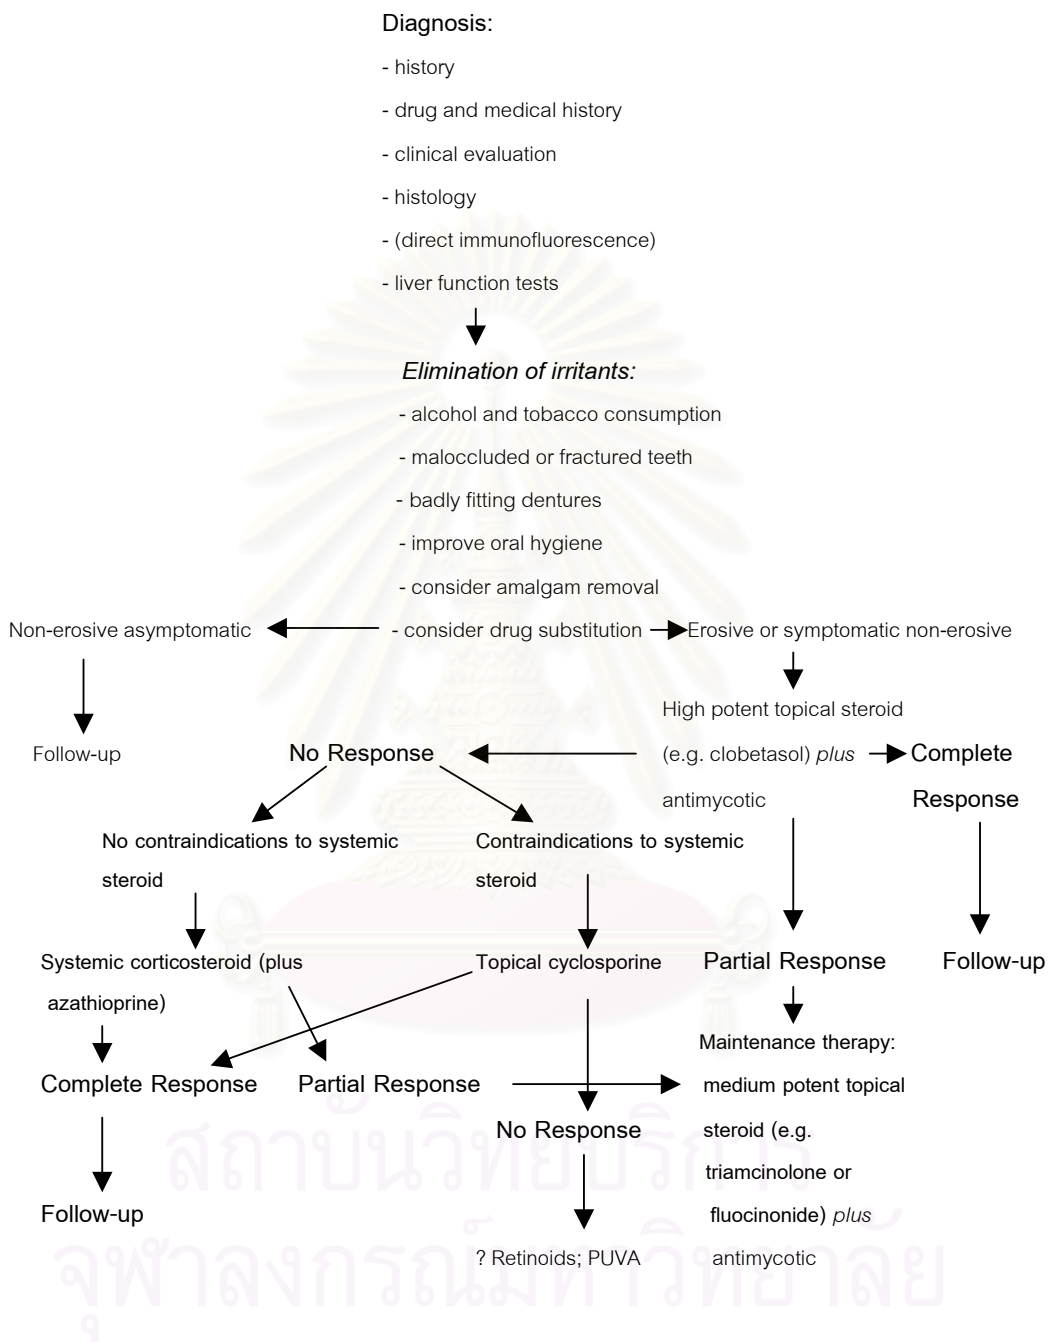 Diagnosis:
- history
- drug and medical history
- clinical evaluation
- histology
- (direct immunofluorescence)
- liver function tests
Elimination of irritants:
- alcohol and tobacco consumption
- maloccluded or fractured teeth
- badly fitting dentures
- improve oral hygiene
- consider amalgam removal
- consider drug substitution
Non-erosive asymptomatic
Follow-up
Erosive or symptomatic non-erosive
High potent topical steroid
(e.g. clobetasol) plus
antimycotic
Complete
Response
Follow-up
No Response
No contraindications to systemic
steroid
Contraindications to systemic
steroid
Systemic corticosteroid (plus
azathioprine)
Topical cyclosporine
Partial Response
Complete Response
Partial Response
Follow-up
No Response
? Retinoids; PUVA
Maintenance therapy:
medium potent topical
steroid (e.g.
triamcinolone or
fluocinonide) plus
antimycotic
สถาบันวิทยบริการ
จุฬาลงกรณ์มหาวิทยาลัย